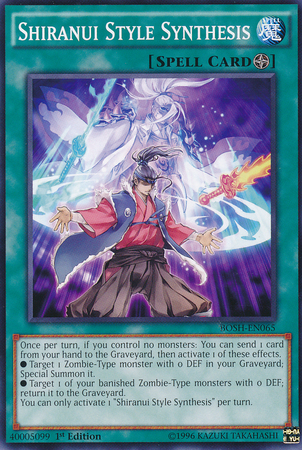 SHIRANUI STYLE SYNTHESIS 魔
[SPELL CARD]
BOSH-EN065
Once per turn, if you control no monsters: You can send 1
card from your hand to the Graveyard, then activate 1 of these effects.
● Target 1 Zombie-Type monster with 0 DEF in your Graveyard;
Special Summon it.
● Target 1 of your banished Zombie-Type monsters with 0 DEF;
return it to the Graveyard.
You can only activate 1 "Shiranui Style Synthesis" per turn.
40005099 1st Edition ©1996 KAZUKI TAKAHASHI